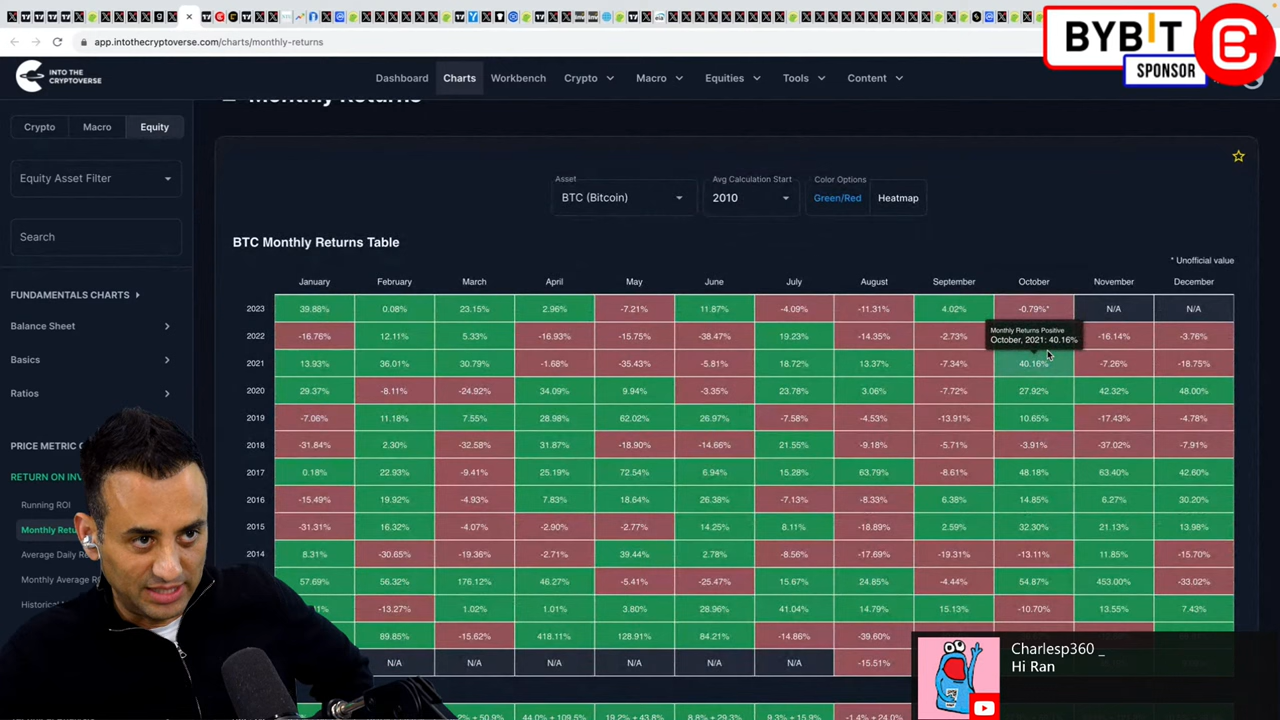 BYBIT
SPONSOR
app.intothecryptoverse.com/charts/monthly-returns
INTO THE
CRYPTOVERSE
Dashboard Charts Workbench Crypto Macro Equities Tools Content
Monthly Returns
Crypto Macro Equity
Equity Asset Filter
Search
FUNDAMENTALS CHARTS
Balance Sheet
Basics
Ratios
PRICE METRIC
RETURN ON
Running ROI
Monthly
Average Daily
Monthly Average
Asset
BTC (Bitcoin)
Avg Calculation Start
2010
Color Options
Green/Red Heatmap
BTC Monthly Returns Table
* Unofficial value
January February March April May June July August September October November December
2023 39.88% 0.08% 23.15% 2.96% -7.21% 11.87% -4.09% -11.31% 4.02% -0.79%* N/A N/A
Monthly Returns Positive
October, 2021: 40.16%
2022 -16.76% 12.11% 5.33% -16.93% -15.75% -38.47% 19.23% -14.35% -2.73% -16.14% -3.76%
2021 13.93% 36.01% 30.79% -1.68% -35.43% -5.81% 18.72% 13.37% -7.34% 40.16% -7.26% -18.75%
2020 29.37% -8.11% -24.92% 34.09% 9.94% -3.35% 23.78% 3.06% -7.72% 27.92% 42.32% 48.00%
2019 -7.06% 11.18% 7.55% 28.98% 62.02% 26.97% -7.58% -4.53% -13.91% 10.65% -17.43% -4.78%
2018 -31.84% 2.30% -32.58% 31.87% -18.90% -14.66% 21.55% -9.18% -5.71% -3.91% -37.02% -7.91%
2017 0.18% 22.93% -9.41% 25.19% 72.54% 6.94% 15.28% 63.79% -8.61% 48.18% 63.40% 42.60%
2016 -15.49% 19.92% -4.93% 7.83% 18.64% 26.38% -7.13% -8.33% 6.38% 14.85% 6.27% 30.20%
2015 -31.31% 16.32% -4.07% -2.90% -2.77% 14.25% 8.11% -18.89% 2.59% 32.30% 21.13% 13.98%
2014 8.31% -30.65% -19.36% -2.71% 39.44% 2.78% -8.56% -17.69% -19.31% -13.11% 11.85% -15.70%
57.69% 56.32% 176.12% 46.27% -5.41% -25.47% 15.67% 24.85% -4.44% 54.87% 453.00% -33.02%
-13.27% 1.02% 1.01% 3.80% 28.96% 41.04% 14.79% 15.13% -10.70% 13.55% 7.43%
89.85% -15.62% 418.11% 128.91% 84.21% -14.86% -39.60%
N/A N/A N/A N/A N/A N/A -15.51%
44.0% + 109.5% 19.2% + 43.8% 8.8% + 29.3% 9.3% + 15.9% -1.4% + 24.0%
Charlesp360 _
Hi Ran